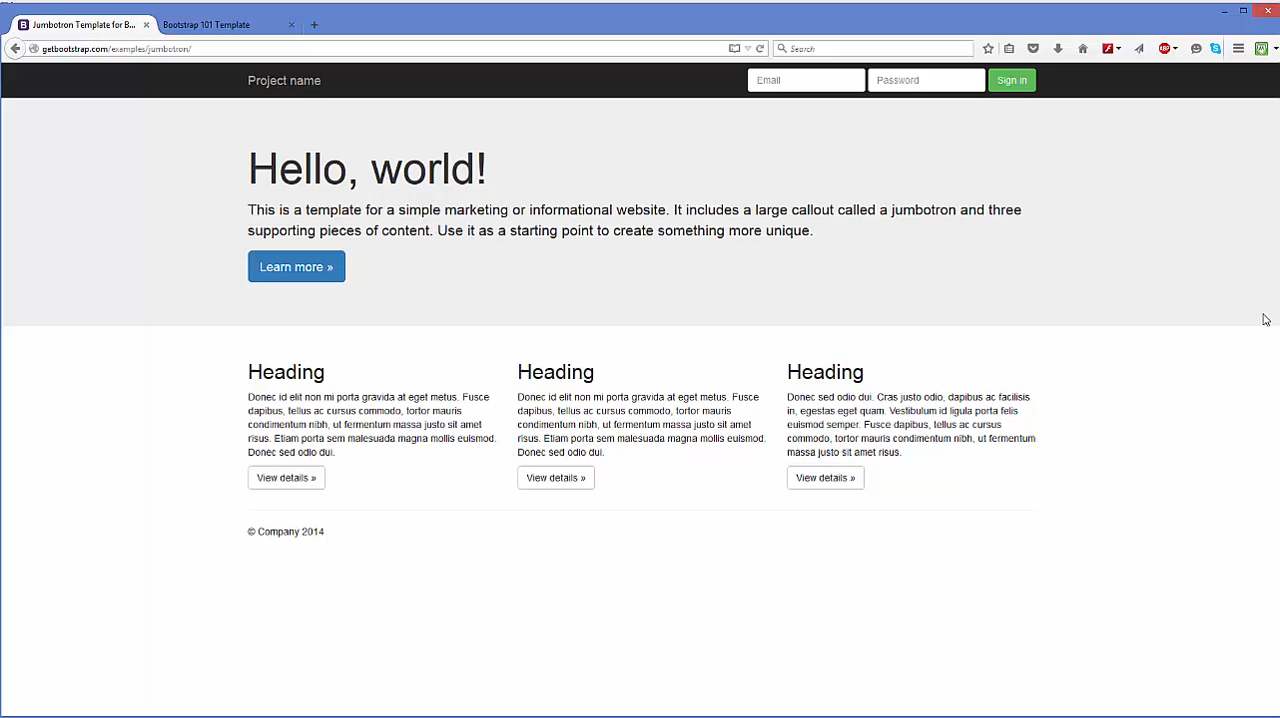 Jumbotron Template for B...
Bootstrap 101 Template
getbootstrap.com/examples/jumbotron/
Search
ABP
Project name
Email
Password
Sign in
Hello, world!
This is a template for a simple marketing or informational website. It includes a large callout called a jumbotron and three
supporting pieces of content. Use it as a starting point to create something more unique.
Learn more »
Heading
Donec id elit non mi porta gravida at eget metus. Fusce
dapibus, tellus ac cursus commodo, tortor mauris
condimentum nibh, ut fermentum massa justo sit amet
risus. Etiam porta sem malesuada magna mollis euismod.
Donec sed odio dui.
View details »
Heading
Donec id elit non mi porta gravida at eget metus. Fusce
dapibus, tellus ac cursus commodo, tortor mauris
condimentum nibh, ut fermentum massa justo sit amet
risus. Etiam porta sem malesuada magna mollis euismod.
Donec sed odio dui.
View details »
Heading
Donec sed odio dui. Cras justo odio, dapibus ac facilisis
in, egestas eget quam. Vestibulum id ligula porta felis
euismod semper. Fusce dapibus, tellus ac cursus
commodo, tortor mauris condimentum nibh, ut fermentum
massa justo sit amet risus.
View details »
© Company 2014